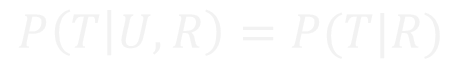 P(T|U, R) = P(T|R)